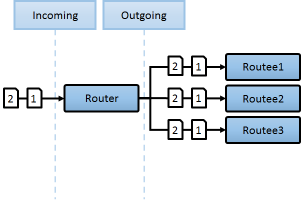 Incoming Outgoing
2 1 Routee1
2 1 Router 2 1 Routee2
2 1 Routee3